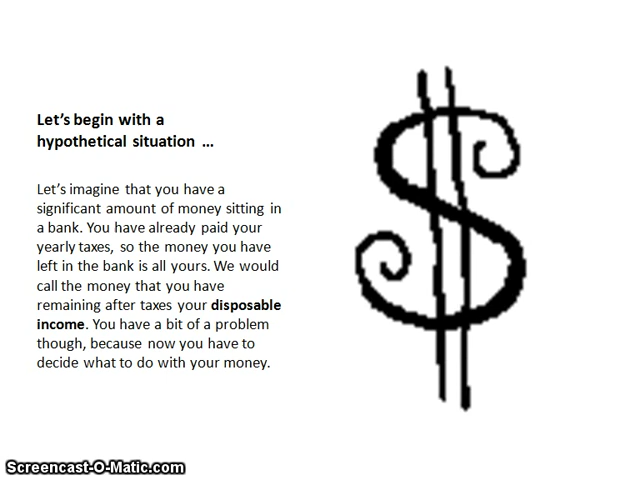 Let's begin with a
hypothetical situation ...
Let's imagine that you have a
significant amount of money sitting in
a bank. You have already paid your
yearly taxes, so the money you have
left in the bank is all yours. We would
call the money that you have
remaining after taxes your disposable
income. You have a bit of a problem
though, because now you have to
decide what to do with your money.
Screencast-O-Matic.com